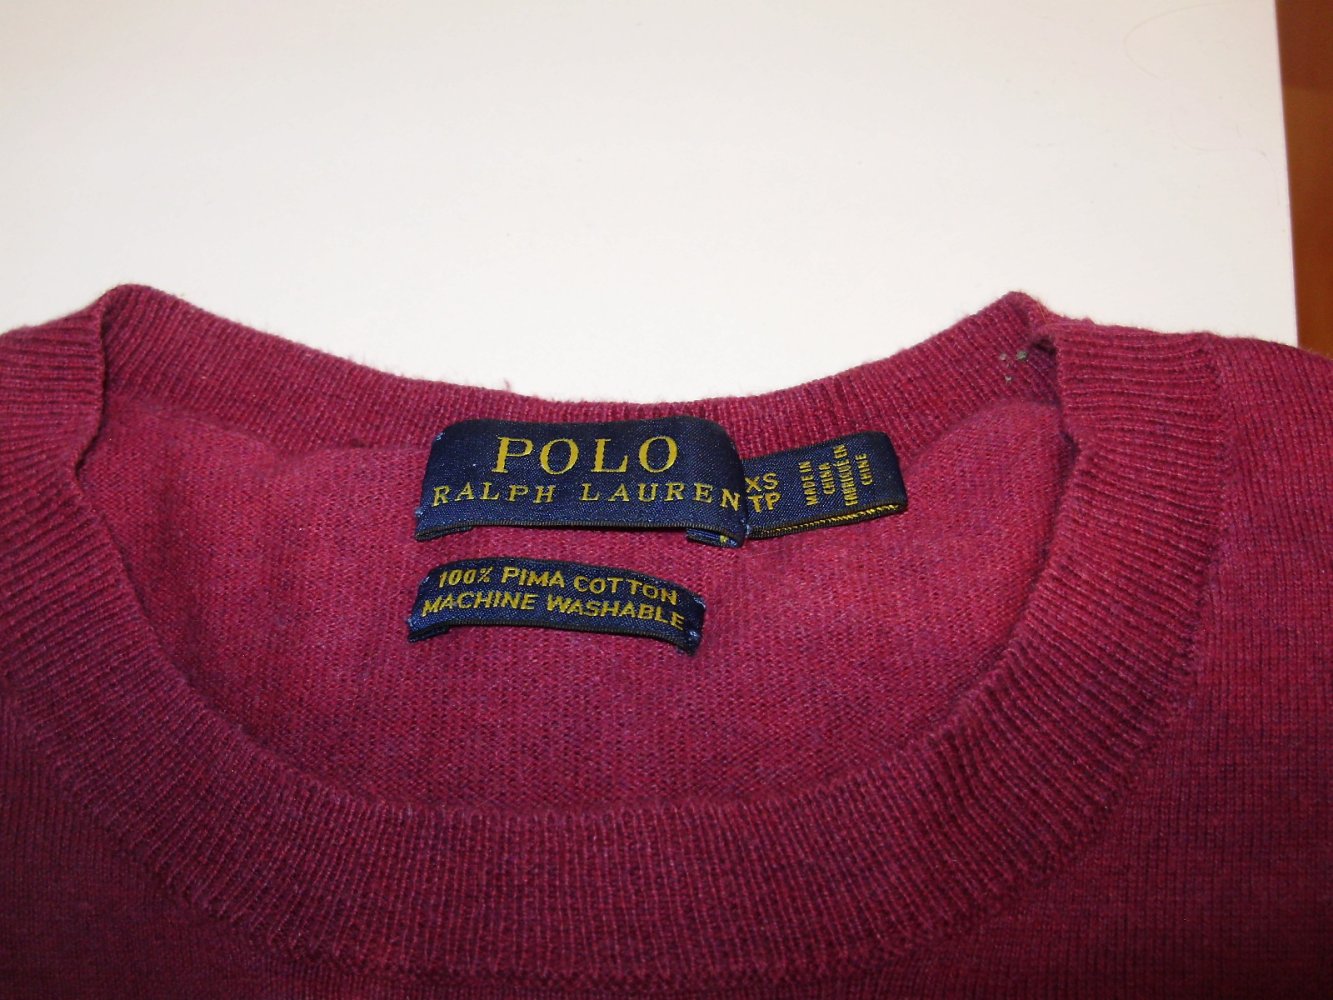 POLO
RALPH LAUREN
XS
TP
MADE IN
CHINA
FABRIQUÉ EN
CHINE
100% PIMA COTTON
MACHINE WASHABLE